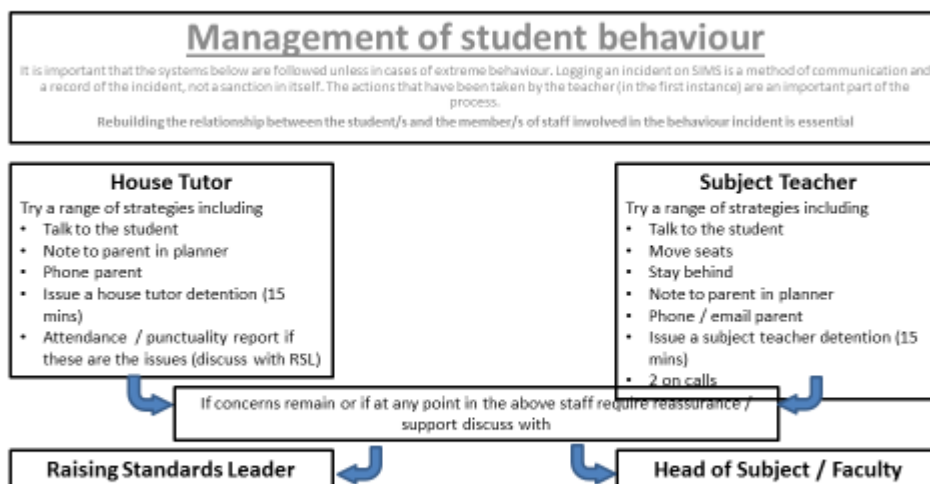 Management of student behaviour
It is important that the systems below are followed unless in cases of extreme behaviour. Logging an incident on SIMS is a method of communication and
a record of the incident, not a sanction in itself. The actions that have been taken by the teacher (in the first instance) are an important part of the
process.
Rebuilding the relationship between the student/s and the member/s of staff involved in the behaviour incident is essential
House Tutor
Try a range of strategies including
• Talk to the student
• Note to parent in planner
• Phone parent
• Issue a house tutor detention (15
mins)
• Attendance / punctuality report if
these are the issues (discuss with RSL)
Subject Teacher
Try a range of strategies including
• Talk to the student
• Move seats
• Stay behind
• Note to parent in planner
• Phone / email parent
• Issue a subject teacher detention (15
mins)
• 2 on calls
If concerns remain or if at any point in the above staff require reassurance /
support discuss with
Raising Standards Leader
Head of Subject / Faculty